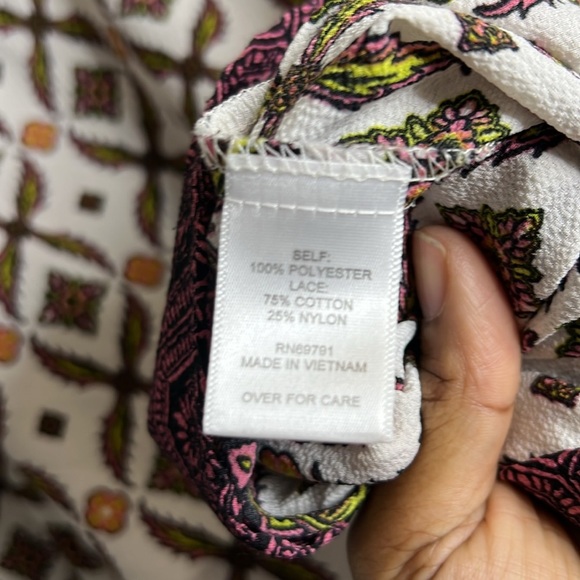 SELF:
100% POLYESTER
LACE:
75% COTTON
25% NYLON
RN69791
MADE IN VIETNAM
OVER FOR CARE